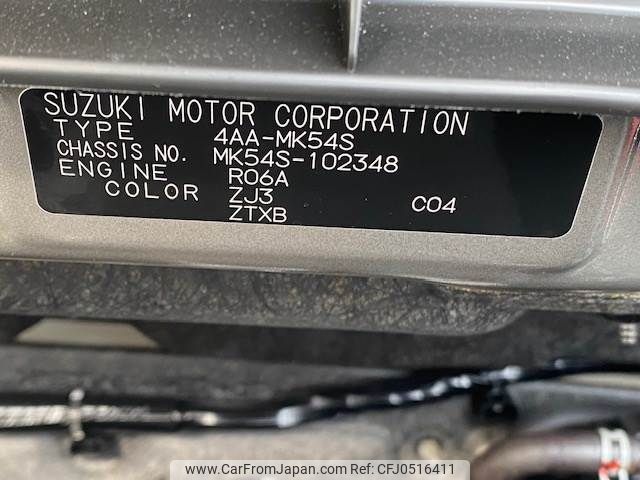 SUZUKI MOTOR CORPORATION
TYPE 4AA-MK54S
CHASSIS NO. MK54S-102348
ENGINE R06A
COLOR ZJ3 C04
ZTXB
www.CarFromJapan.com CFJ0516411